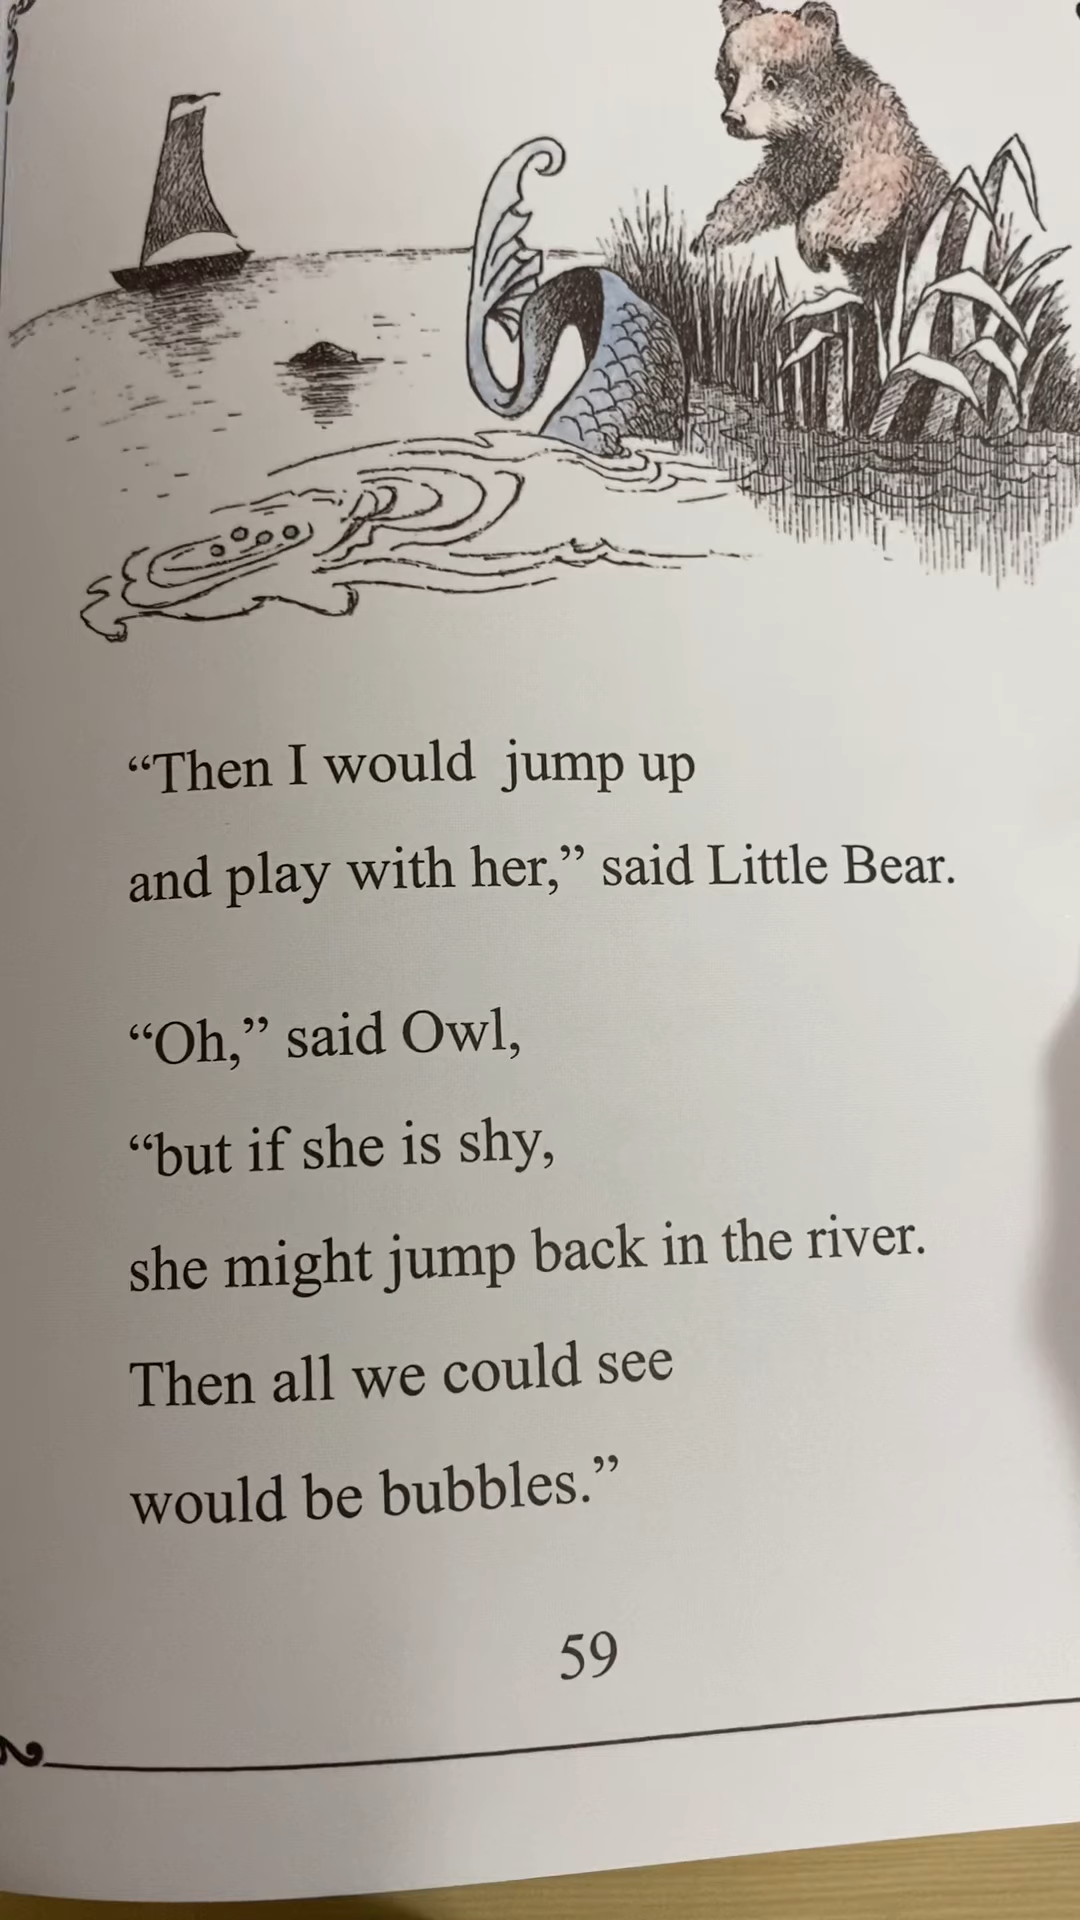 “Then I would jump up
and play with her,” said Little Bear.
“Oh,” said Owl,
“but if she is shy,
she might jump back in the river.
Then all we could see
would be bubbles.”
59